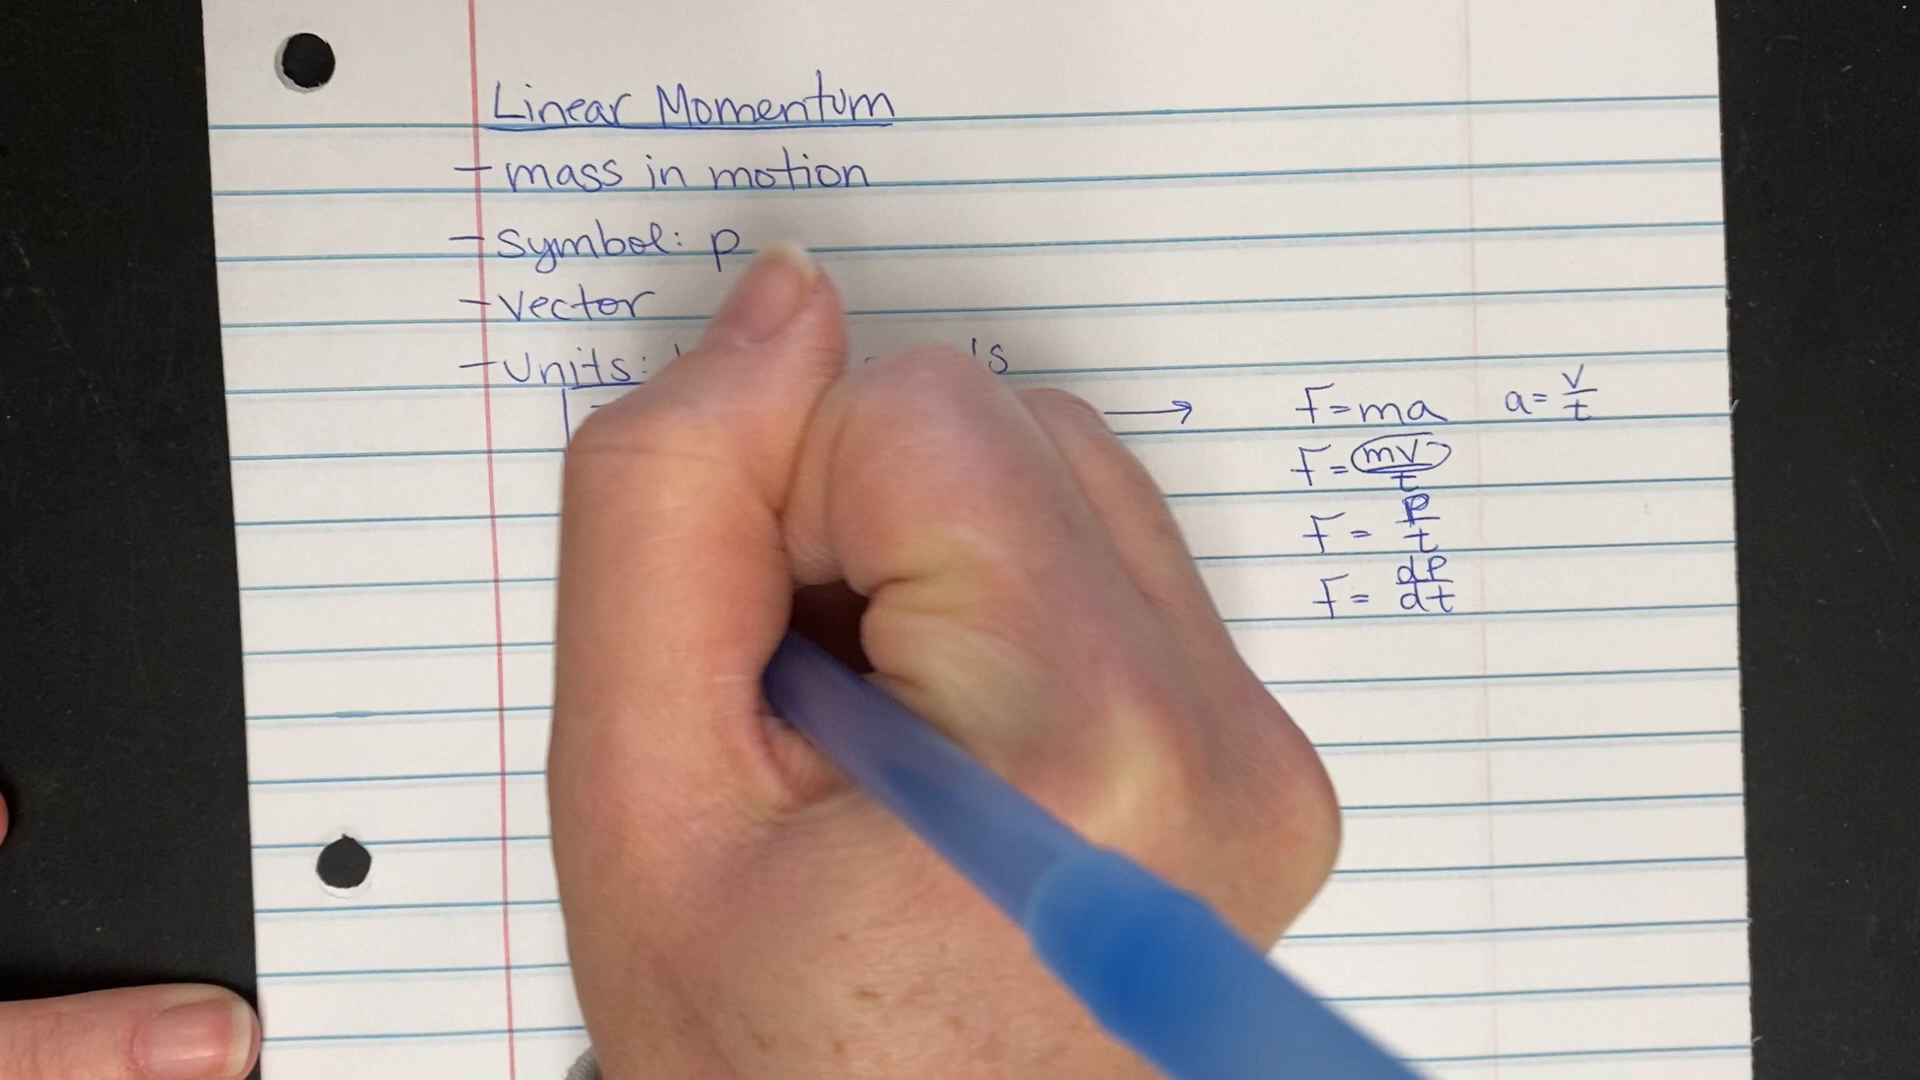 Linear Momentum
- mass in motion
- symbol: p
- vector
- units:
→ F=ma a=v/t
F=mv/t
F=p/t
F=dp/dt